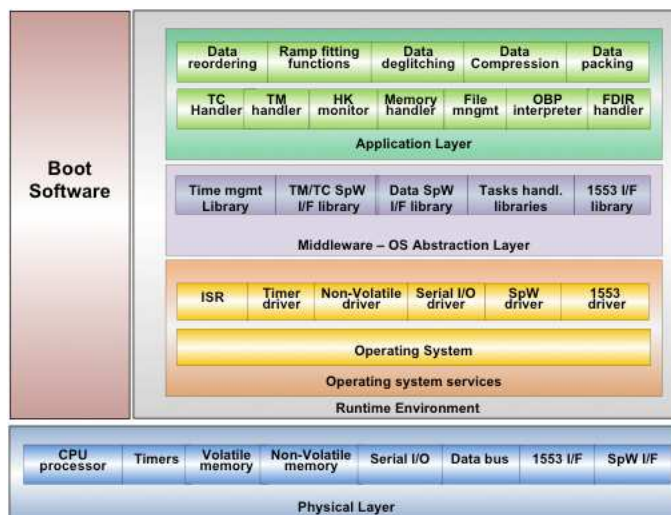 Boot
Software
Data
reordering
Ramp fitting
functions
Data
deglitching
Data
Compression
Data
packing
TC
Handler
TM
handler
HK
monitor
Memory
handler
File
mngmt
OBP
interpreter
FDIR
handler
Application Layer
Time mgmt
Library
TM/TC SpW
I/F library
Data SpW
I/F library
Tasks handl.
libraries
1553 I/F
library
Middleware – OS Abstraction Layer
ISR
Timer
driver
Non-Volatile
driver
Serial I/O
driver
SpW
driver
1553
driver
Operating System
Operating system services
Runtime Environment
CPU
processor
Timers
Volatile
memory
Non-Volatile
memory
Serial I/O
Data bus
1553 I/F
SpW I/F
Physical Layer